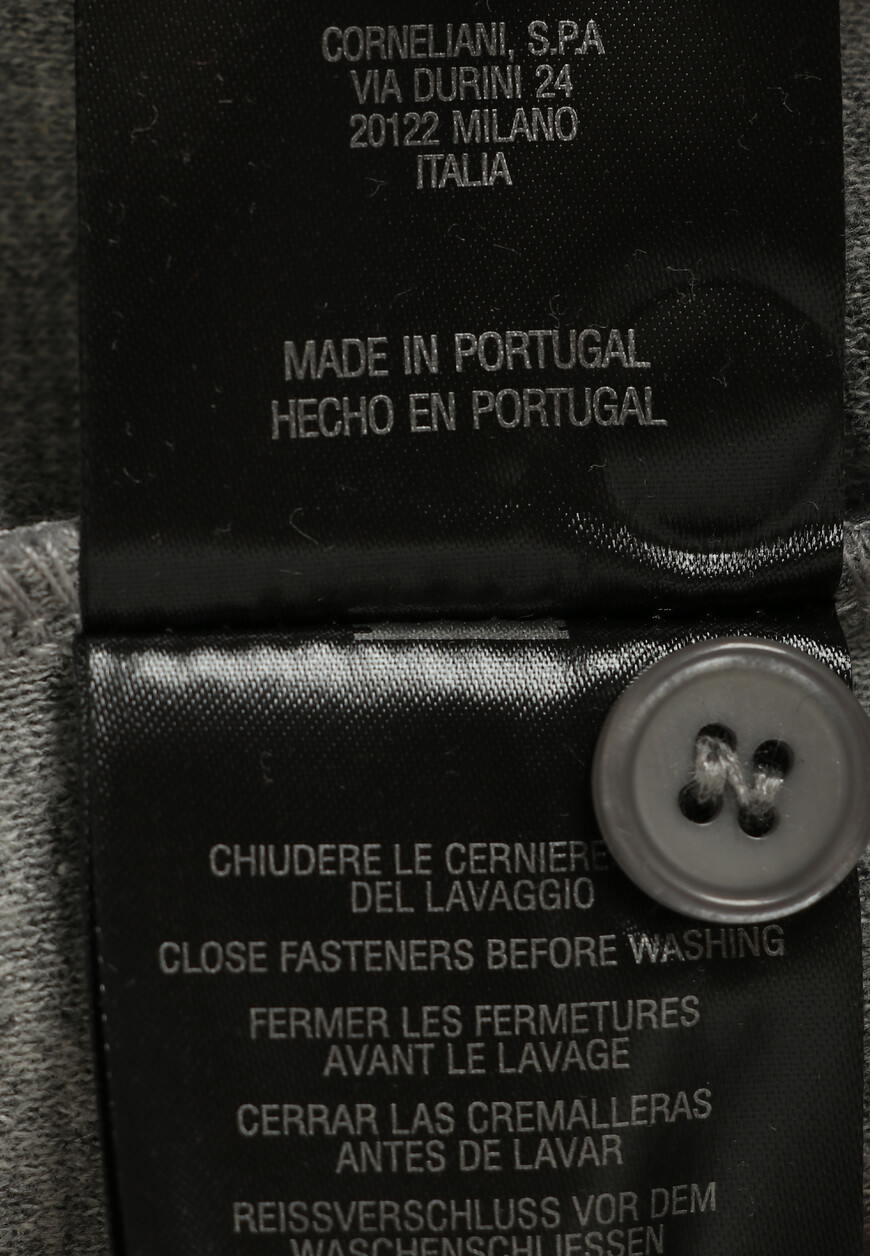 CORNELIANI, S.P.A
VIA DURINI 24
20122 MILANO
ITALIA
MADE IN PORTUGAL
HECHO EN PORTUGAL
CHIUDERE LE CERNIERE
DEL LAVAGGIO
CLOSE FASTENERS BEFORE WASHING
FERMER LES FERMETURES
AVANT LE LAVAGE
CERRAR LAS CREMALLERAS
ANTES DE LAVAR
REISSVERSCHLUSS VOR DEM
WASCHENSCHLIESSEN